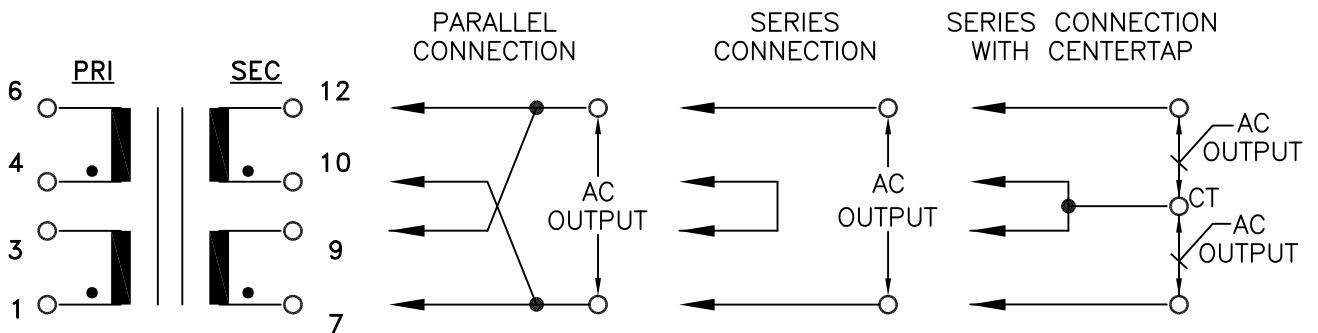 PRI
SEC
6
4
3
1
12
10
9
7
PARALLEL
CONNECTION
AC
OUTPUT
SERIES
CONNECTION
AC
OUTPUT
SERIES CONNECTION
WITH CENTERTAP
AC
OUTPUT
CT
AC
OUTPUT